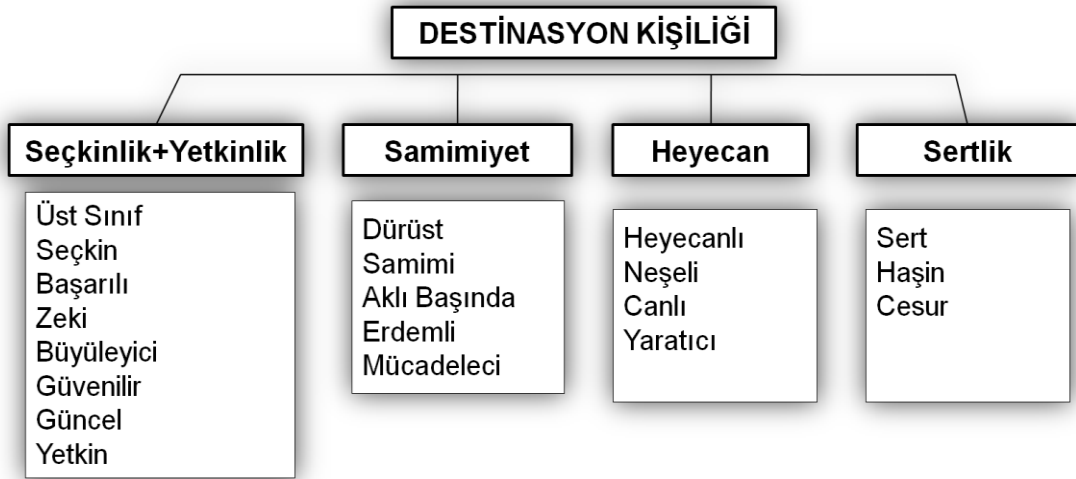 DESTİNASYON KİŞİLİĞİ
Seçkinlik+Yetkinlik
Üst Sınıf
Seçkin
Başarılı
Zeki
Büyüleyici
Güvenilir
Güncel
Yetkin
Samimiyet
Dürüst
Samimi
Aklı Başında
Erdemli
Mücadeleci
Heyecan
Heyecanlı
Neşeli
Canlı
Yaratıcı
Sertlik
Sert
Haşin
Cesur